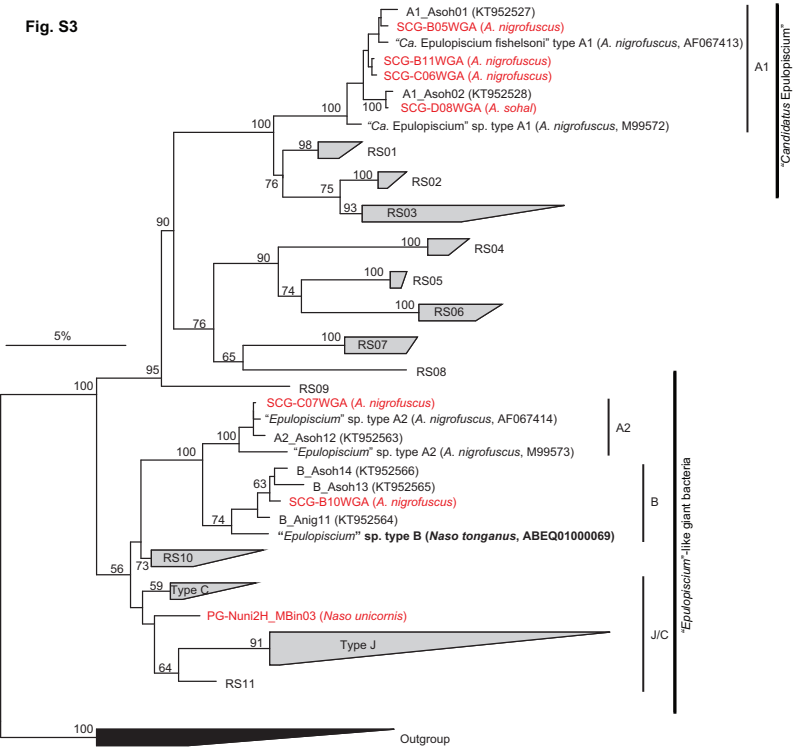 Fig. S3
A1_Asoh01 (KT952527)
SCG-B05WGA (A. nigrofuscus)
“Ca. Epulopiscium fishelsoni” type A1 (A. nigrofuscus, AF067413)
SCG-B11WGA (A. nigrofuscus)
SCG-C06WGA (A. nigrofuscus)
A1_Asoh02 (KT952528)
100
SCG-D08WGA (A. sohal)
100
“Ca. Epulopiscium” sp. type A1 (A. nigrofuscus, M99572)
A1
“Candidatus Epulopiscium”
100
98
RS01
76
100
RS02
75
93
RS03
90
100
RS04
90
100
RS05
74
100
RS06
76
100
RS07
65
RS08
5%
95
RS09
100
SCG-C07WGA (A. nigrofuscus)
“Epulopiscium” sp. type A2 (A. nigrofuscus, AF067414)
100
A2_Asoh12 (KT952563)
“Epulopiscium” sp. type A2 (A. nigrofuscus, M99573)
A2
100
B_Asoh14 (KT952566)
63
B_Asoh13 (KT952565)
SCG-B10WGA (A. nigrofuscus)
74
B_Anig11 (KT952564)
“Epulopiscium” sp. type B (Naso tonganus, ABEQ01000069)
B
“Epulopiscium”-like giant bacteria
73
RS10
56
59
Type C
PG-Nuni2H_MBin03 (Naso unicornis)
J/C
91
Type J
64
RS11
100
Outgroup